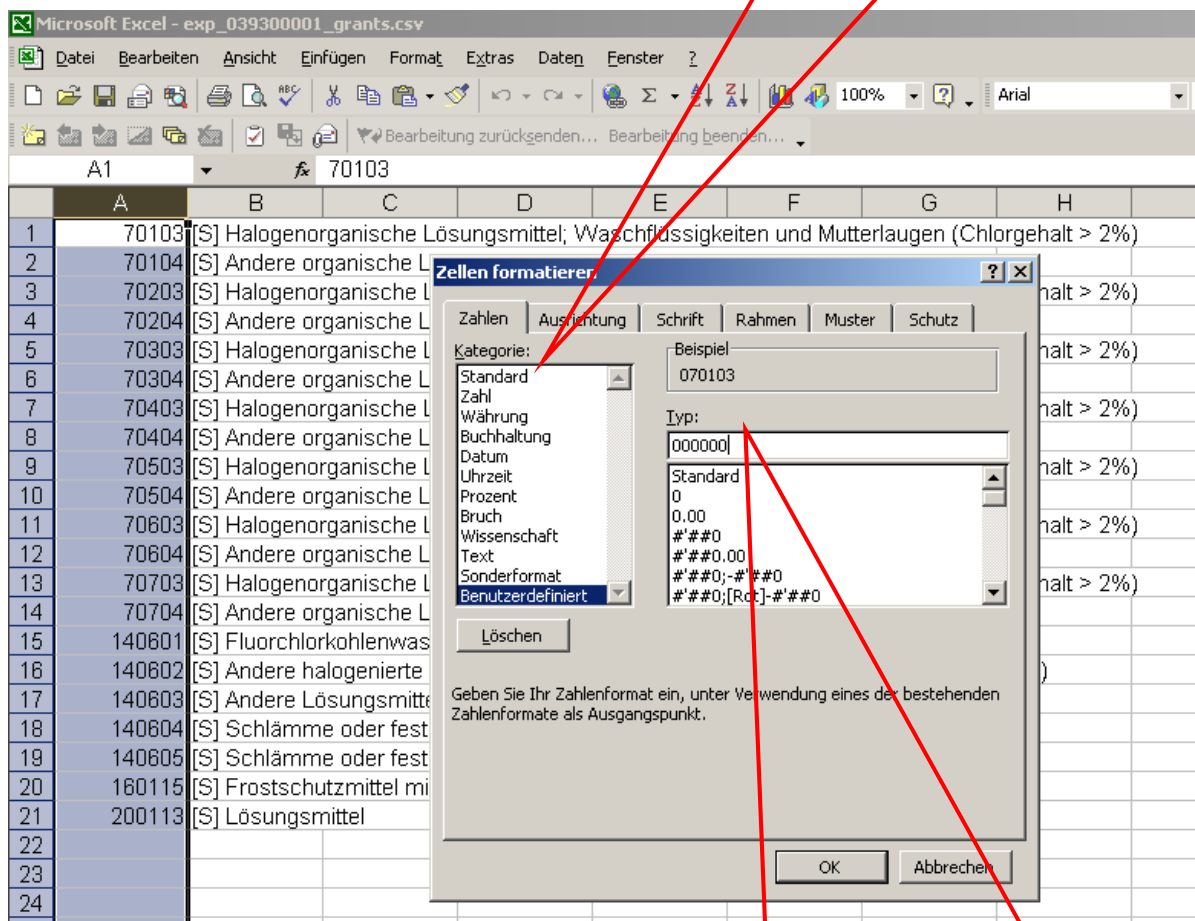 Microsoft Excel - exp_039300001_grants.csv
Datei Bearbeiten Ansicht Einfügen Format Extras Daten Fenster ?
100% Arial
Bearbeitung zurücksenden... Bearbeitung beenden...
A1 fx 70103
A B C D E F G H
1 70103 [S] Halogenorganische Lösungsmittel; Waschflüssigkeiten und Mutterlaugen (Chlorgehalt > 2%)
2 70104 [S] Andere organische L
3 70203 [S] Halogenorganische L halt > 2%)
4 70204 [S] Andere organische L
5 70303 [S] Halogenorganische L halt > 2%)
6 70304 [S] Andere organische L
7 70403 [S] Halogenorganische L halt > 2%)
8 70404 [S] Andere organische L
9 70503 [S] Halogenorganische L halt > 2%)
10 70504 [S] Andere organische L
11 70603 [S] Halogenorganische L halt > 2%)
12 70604 [S] Andere organische L
13 70703 [S] Halogenorganische L halt > 2%)
14 70704 [S] Andere organische L
15 140601 [S] Fluorchlorkohlenwas
16 140602 [S] Andere halogenierte )
17 140603 [S] Andere Lösungsmitte
18 140604 [S] Schlämme oder fest
19 140605 [S] Schlämme oder fest
20 160115 [S] Frostschutzmittel mi
21 200113 [S] Lösungsmittel
22
23
24
Zellen formatieren
Zahlen Ausrichtung Schrift Rahmen Muster Schutz
Kategorie:
Standard
Zahl
Währung
Buchhaltung
Datum
Uhrzeit
Prozent
Bruch
Wissenschaft
Text
Sonderformat
Benutzerdefiniert
Beispiel
070103
Typ:
000000
Standard
0
0.00
#'##0
#'##0.00
#'##0;-#'##0
#'##0;[Rot]-#'##0
Löschen
Geben Sie Ihr Zahlenformat ein, unter Verwendung eines der bestehenden
Zahlenformate als Ausgangspunkt.
OK Abbrechen